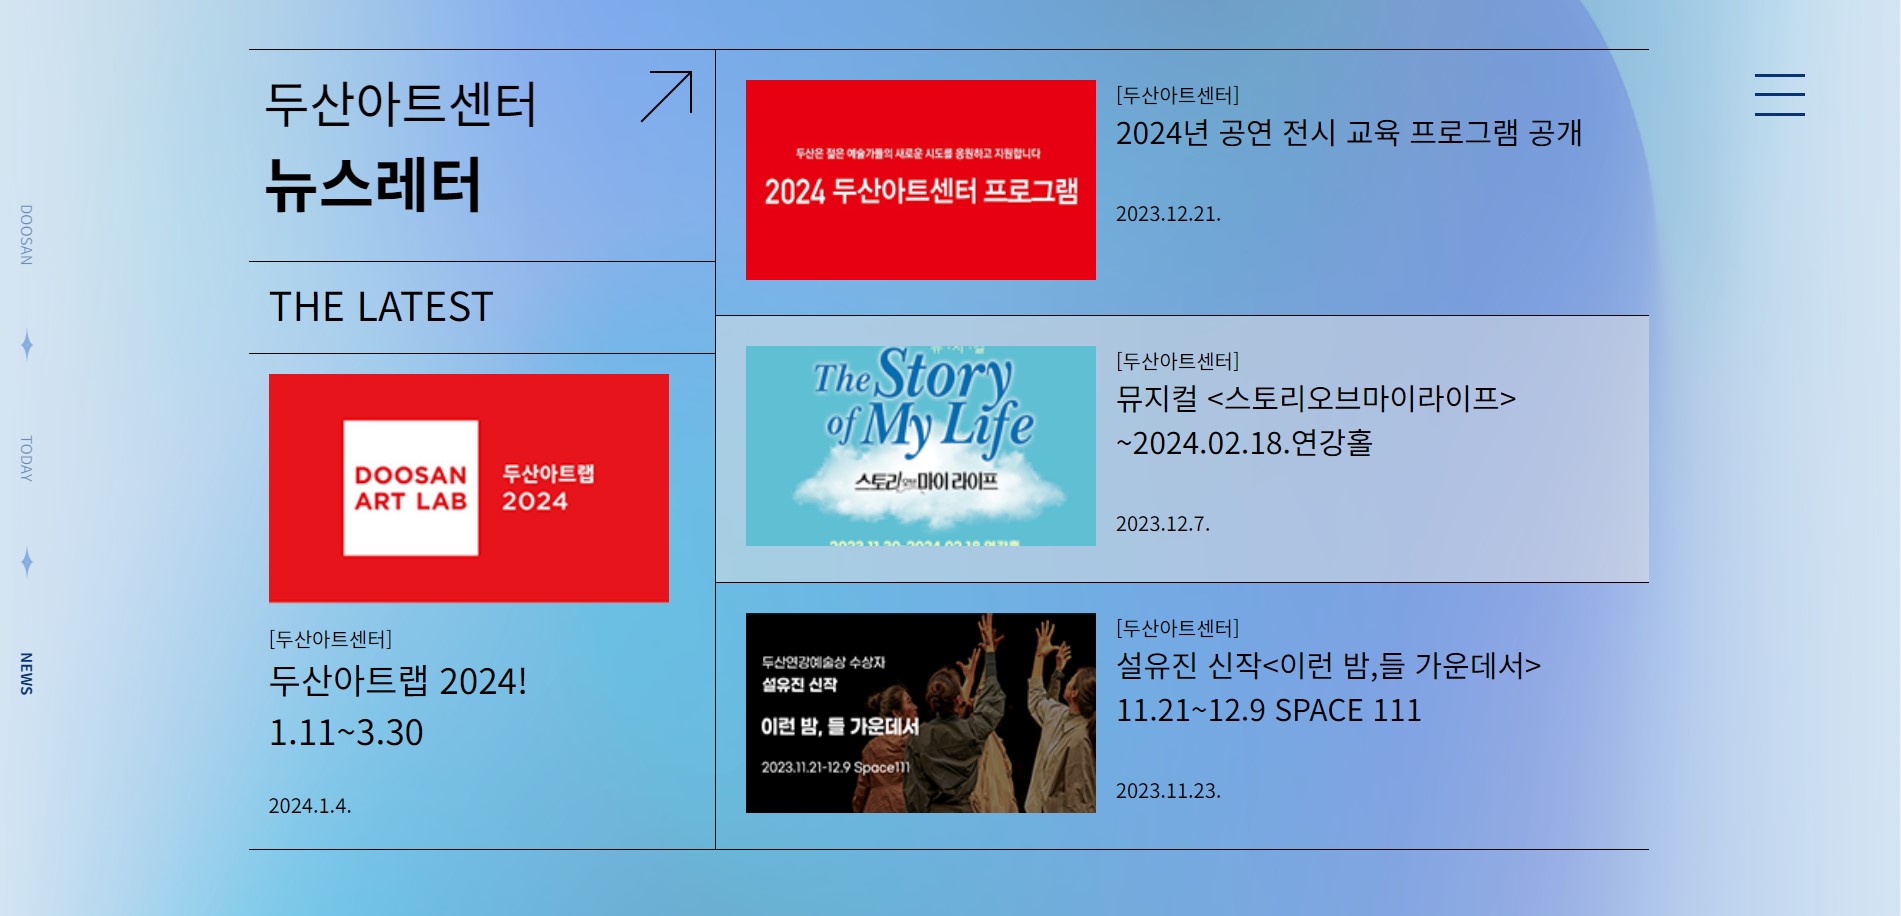 DOOSAN
TODAY
NEWS
두산아트센터
뉴스레터
THE LATEST
DOOSAN
ART LAB
두산아트랩
2024
[두산아트센터]
두산아트랩 2024!
1.11~3.30
2024.1.4.
두산은 젊은 예술가들의 새로운 시도를 응원하고 지원합니다
2024 두산아트센터 프로그램
[두산아트센터]
2024년 공연 전시 교육 프로그램 공개
2023.12.21.
The Story
of My Life
스토리오브마이라이프
2023.11.30-2024.02.18 연강홀
[두산아트센터]
뮤지컬 <스토리오브마이라이프>
~2024.02.18.연강홀
2023.12.7.
두산연강예술상 수상자
설유진 신작
이런 밤, 들 가운데서
2023.11.21-12.9 Space111
[두산아트센터]
설유진 신작<이런 밤,들 가운데서>
11.21~12.9 SPACE 111
2023.11.23.